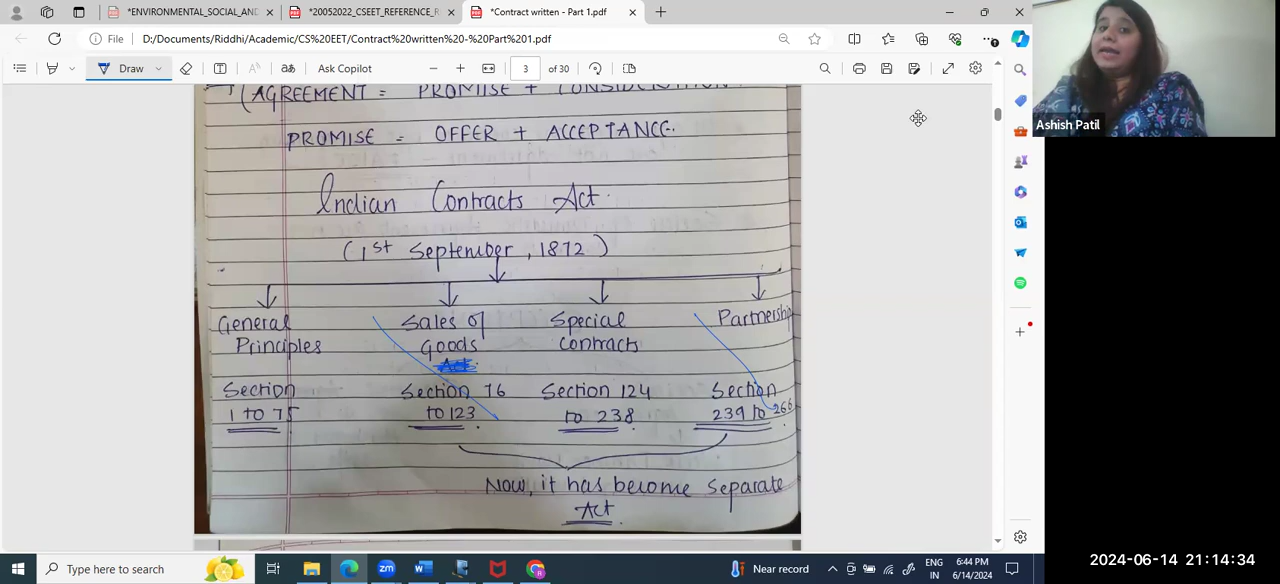 *ENVIRONMENTAL_SOCIAL_AND_
*20052022_CSEET_REFERENCE_R
*Contract written - Part 1.pdf
File D:/Documents/Riddhi/Academic/CS%20EET/Contract%20written%20-%20Part%201.pdf
Draw Ask Copilot 3 of 30
Ashish Patil
(AGREEMENT = PROMISE +
PROMISE = OFFER + ACCEPTANCE.
Indian Contracts Act.
(1st September, 1872)
General Principles
Sales of Goods
Special Contracts
Partnership
Section 1 to 75
Section 76 to 123.
Section 124 to 238.
Section 239 to 266.
Now, it has become separate
Act.
Type here to search
Near record
ENG
IN
6:44 PM
6/14/2024
2024-06-14 21:14:34